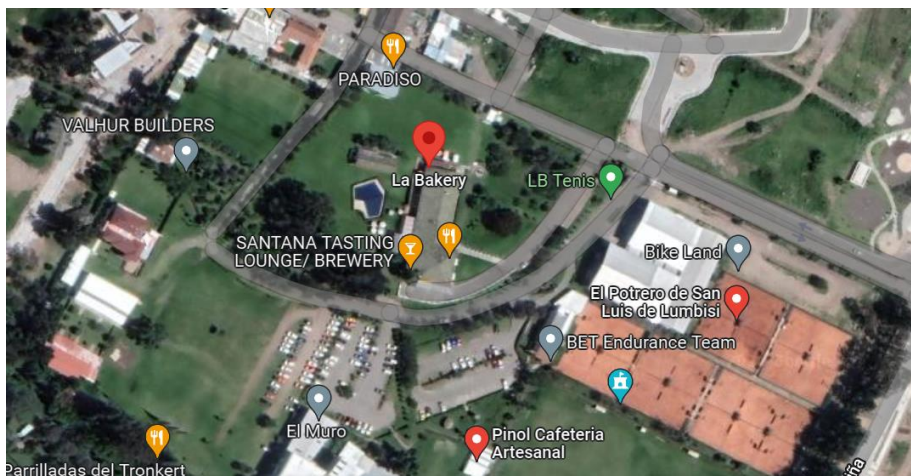 PARADISO
VALHUR BUILDERS
La Bakery
LB Tenis
SANTANA TASTING
LOUNGE/ BREWERY
Bike Land
El Potrero de San
Luis de Lumbisi
BET Endurance Team
El Muro
Pinol Cafeteria
Artesanal
Parrilladas del Tronkert